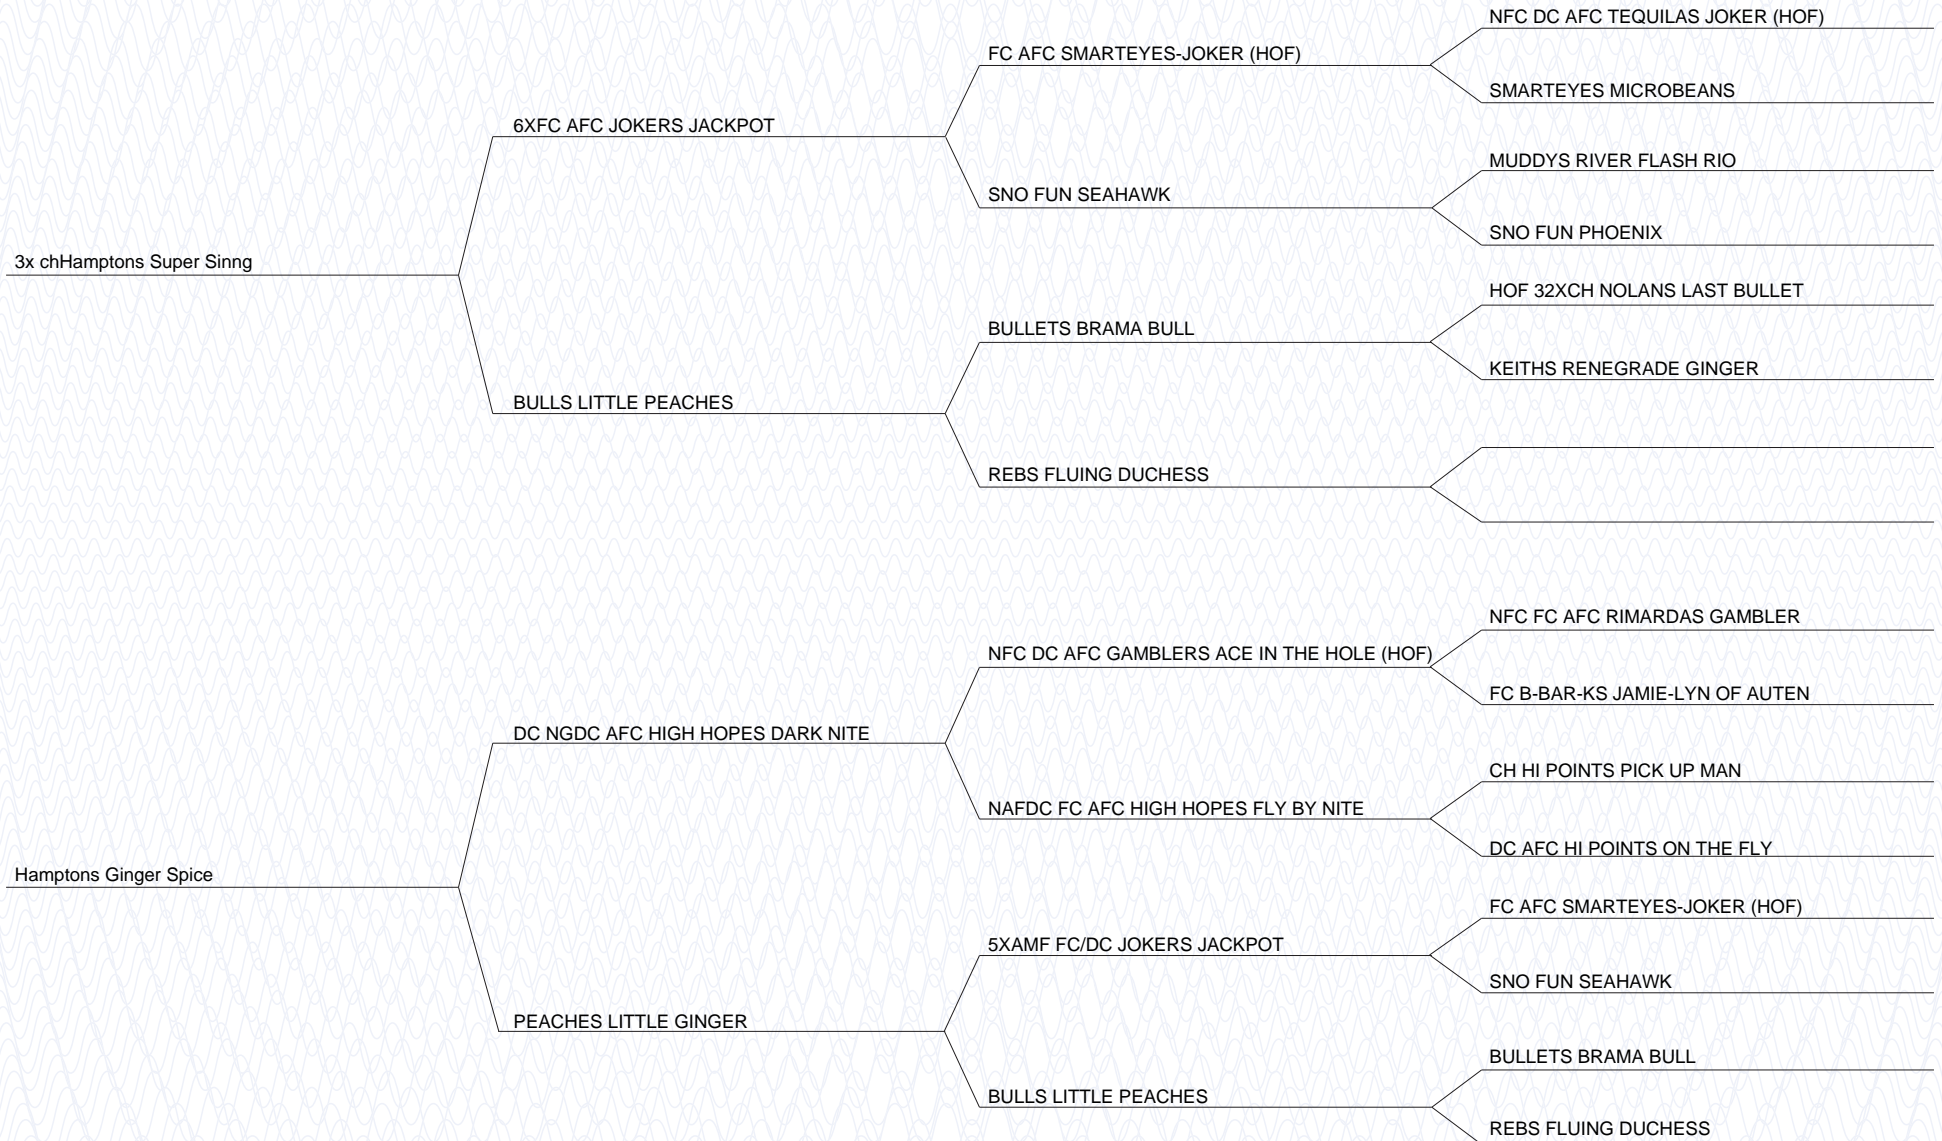 NFC DC AFC TEQUILAS JOKER (HOF)
FC AFC SMARTEYES-JOKER (HOF)
SMARTEYES MICROBEANS
6XFC AFC JOKERS JACKPOT
MUDDYS RIVER FLASH RIO
SNO FUN SEAHAWK
SNO FUN PHOENIX
3x chHamptons Super Sinng
HOF 32XCH NOLANS LAST BULLET
BULLETS BRAMA BULL
KEITHS RENEGRADE GINGER
BULLS LITTLE PEACHES
REBS FLUING DUCHESS
NFC FC AFC RIMARDAS GAMBLER
NFC DC AFC GAMBLERS ACE IN THE HOLE (HOF)
FC B-BAR-KS JAMIE-LYN OF AUTEN
DC NGDC AFC HIGH HOPES DARK NITE
CH HI POINTS PICK UP MAN
NAFDC FC AFC HIGH HOPES FLY BY NITE
DC AFC HI POINTS ON THE FLY
Hamptons Ginger Spice
FC AFC SMARTEYES-JOKER (HOF)
5XAMF FC/DC JOKERS JACKPOT
SNO FUN SEAHAWK
PEACHES LITTLE GINGER
BULLETS BRAMA BULL
BULLS LITTLE PEACHES
REBS FLUING DUCHESS